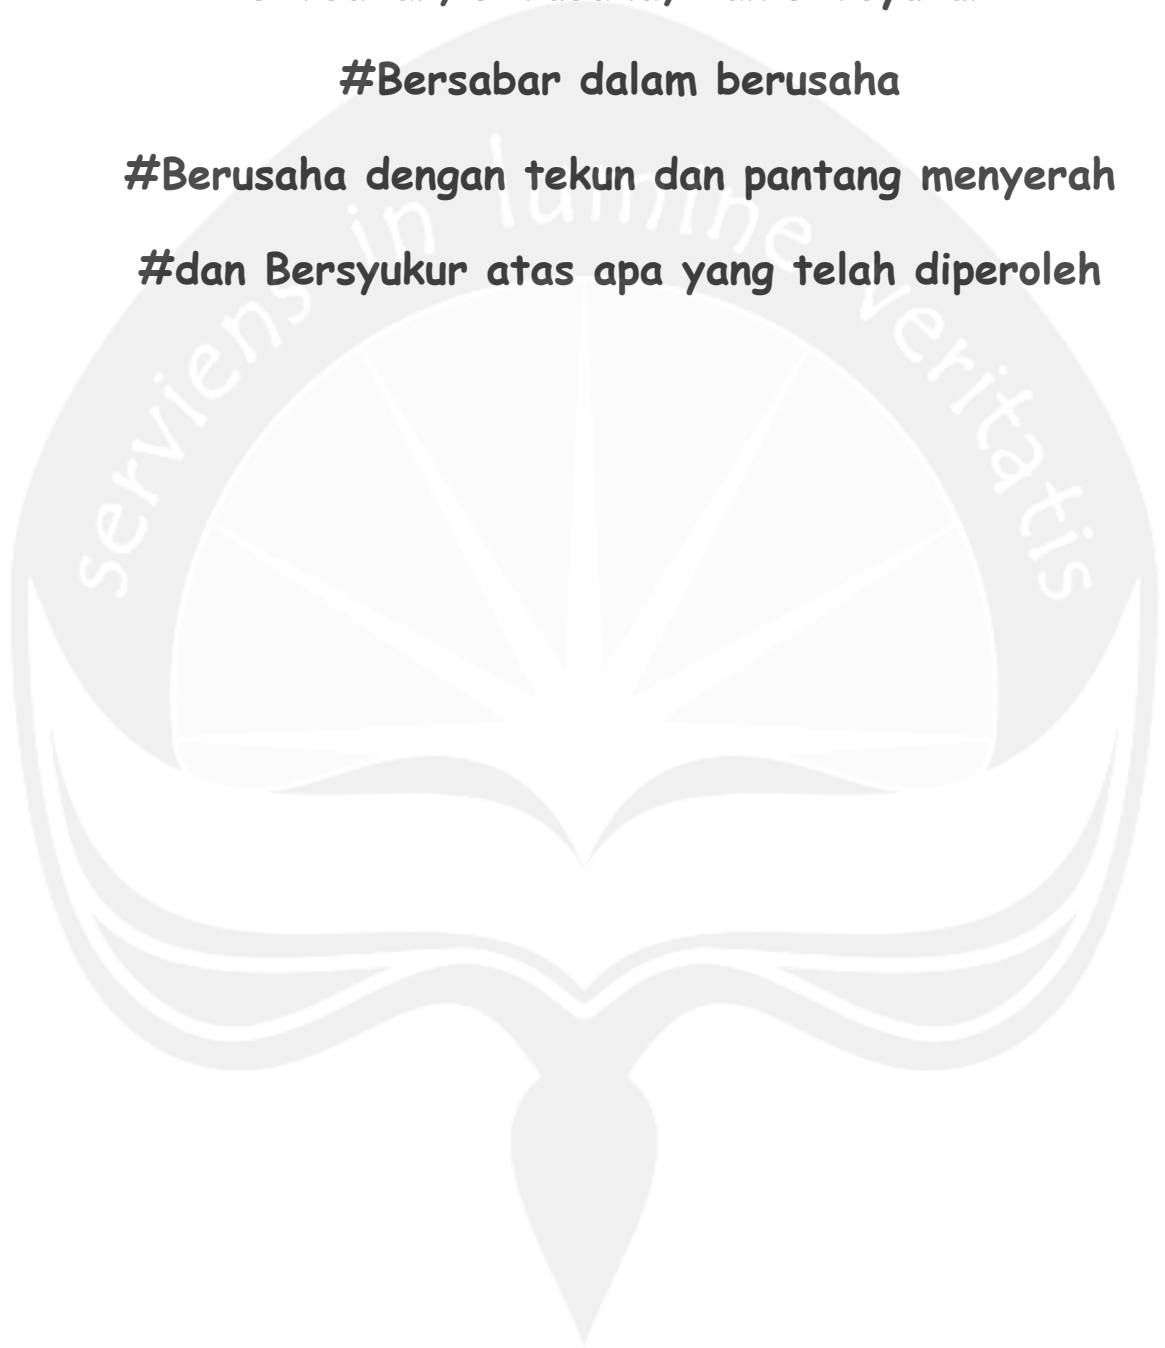 #Bersabar dalam berusaha
#Berusaha dengan tekun dan pantang menyerah
#dan Bersyukur atas apa yang telah diperoleh
serviens in lumine veritatis